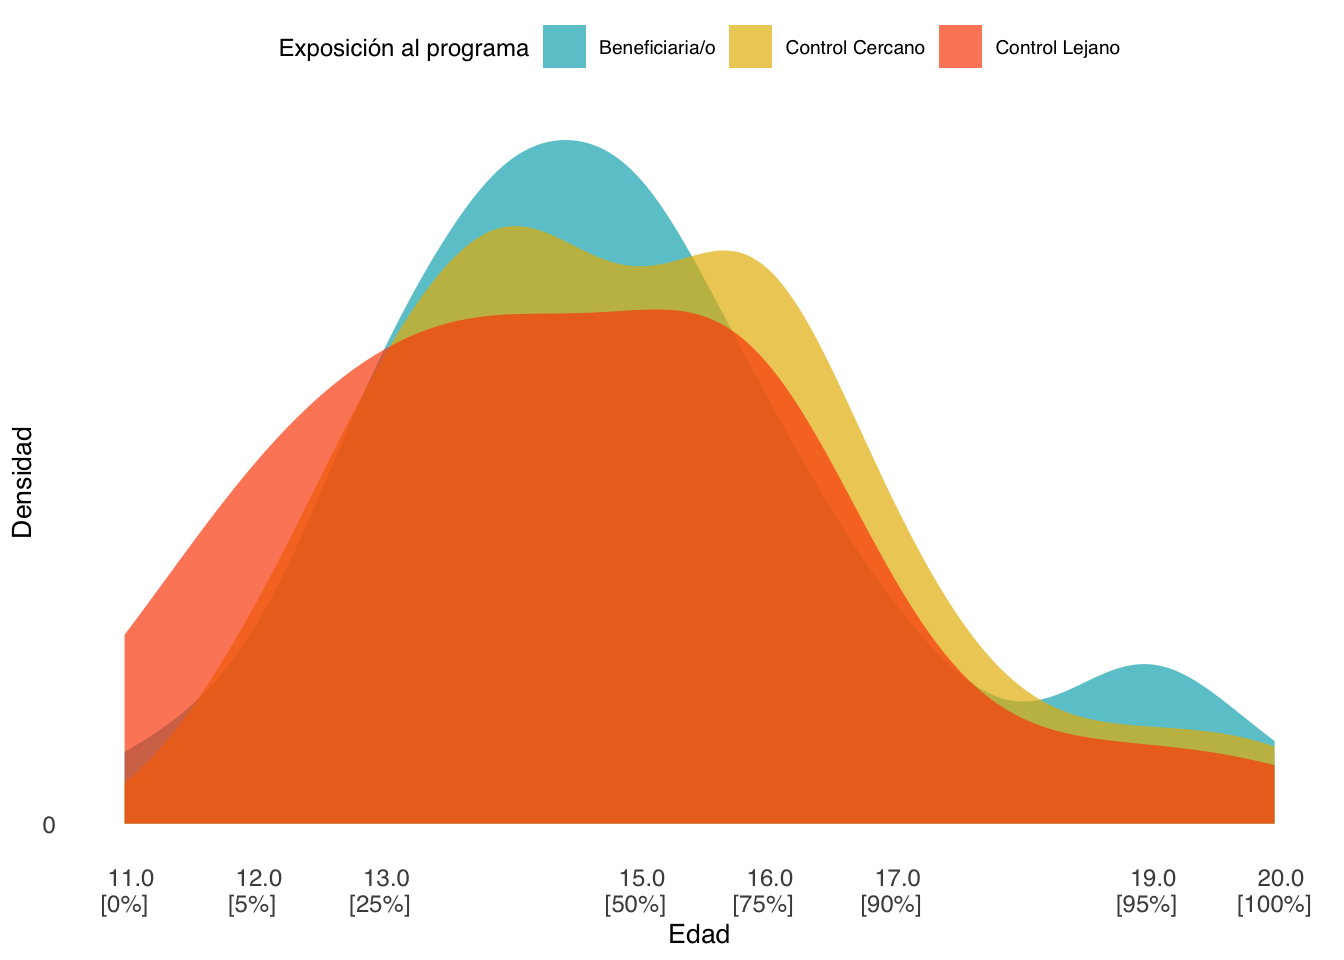 Exposición al programa Beneficiaria/o Control Cercano Control Lejano
Densidad
0
11.0 12.0 13.0 15.0 16.0 17.0 19.0 20.0
[0%] [5%] [25%] [50%] [75%] [90%] [95%] [100%]
Edad